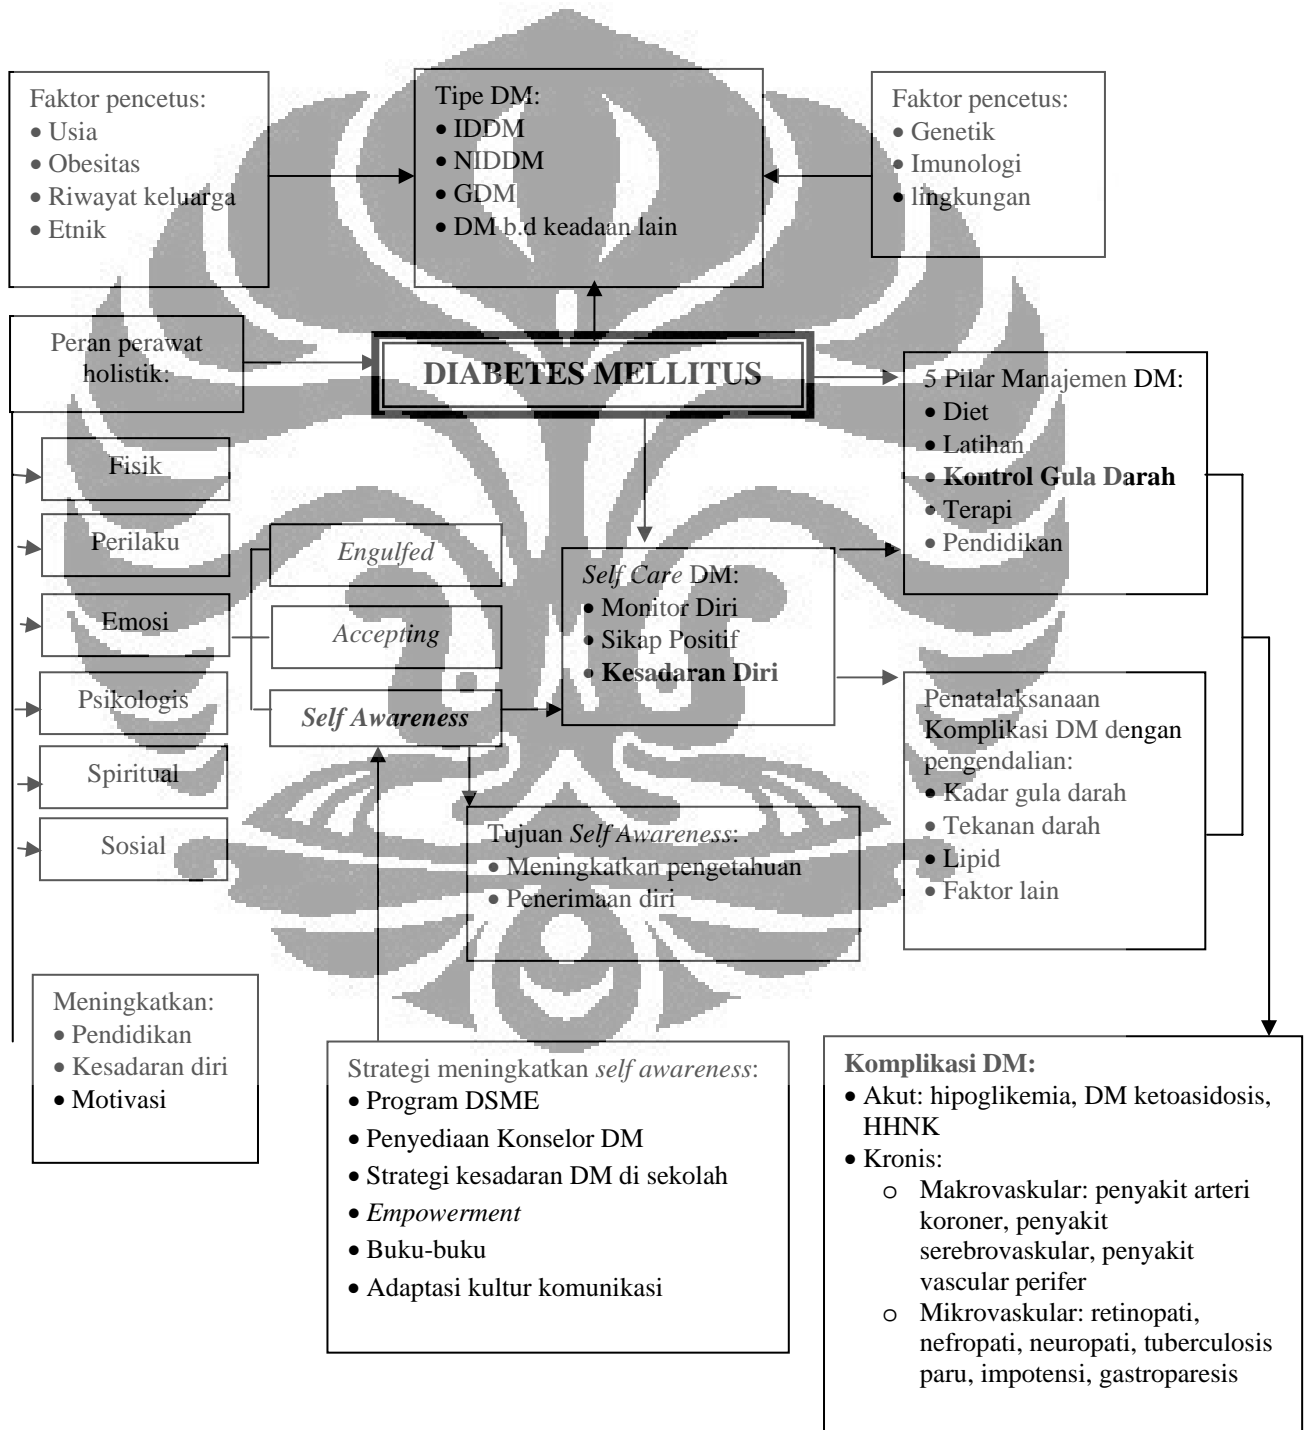 Faktor pencetus:
• Usia
• Obesitas
• Riwayat keluarga
• Etnik
Tipe DM:
• IDDM
• NIDDM
• GDM
• DM b.d keadaan lain
Faktor pencetus:
• Genetik
• Imunologi
• lingkungan
Peran perawat
holistik:
DIABETES MELLITUS
5 Pilar Manajemen DM:
• Diet
• Latihan
• Kontrol Gula Darah
• Terapi
• Pendidikan
Fisik
Perilaku
Emosi
Psikologis
Spiritual
Sosial
Engulfed
Accepting
Self Awareness
Self Care DM:
• Monitor Diri
• Sikap Positif
• Kesadaran Diri
Penatalaksanaan
Komplikasi DM dengan
pengendalian:
• Kadar gula darah
• Tekanan darah
• Lipid
• Faktor lain
Tujuan Self Awareness:
• Meningkatkan pengetahuan
• Penerimaan diri
Meningkatkan:
• Pendidikan
• Kesadaran diri
• Motivasi
Strategi meningkatkan self awareness:
• Program DSME
• Penyediaan Konselor DM
• Strategi kesadaran DM di sekolah
• Empowerment
• Buku-buku
• Adaptasi kultur komunikasi
Komplikasi DM:
• Akut: hipoglikemia, DM ketoasidosis,
HHNK
• Kronis:
o Makrovaskular: penyakit arteri
koroner, penyakit
serebrovaskular, penyakit
vascular perifer
o Mikrovaskular: retinopati,
nefropati, neuropati, tuberculosis
paru, impotensi, gastroparesis